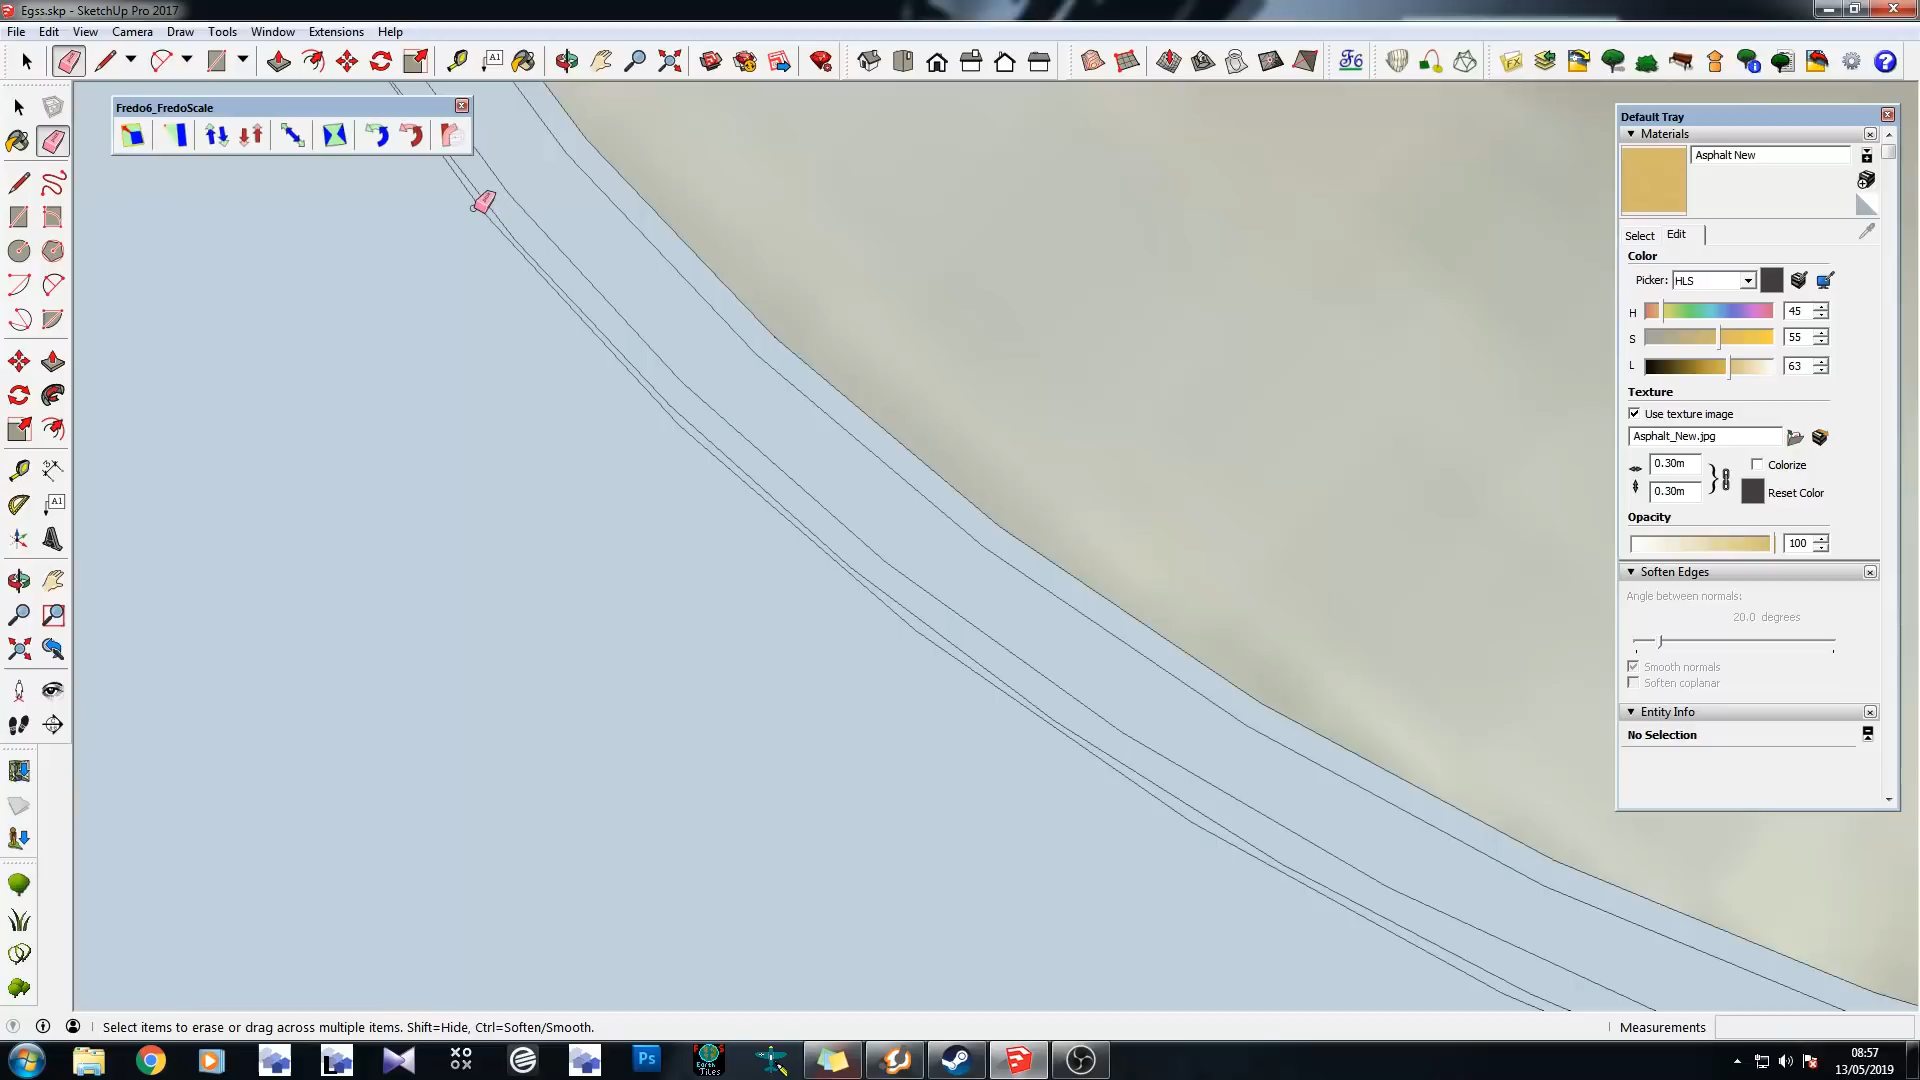 Egss.skp - SketchUp Pro 2017
File Edit View Camera Draw Tools Window Extensions Help
A1
Fredo6_FredoScale
Default Tray
Materials
Asphalt New
Select Edit
Color
Picker: HLS
H 45
S 55
L 63
Texture
Use texture image
Asphalt_New.jpg
0.30m
Colorize
0.30m
Reset Color
Opacity
100
Soften Edges
Angle between normals:
20.0 degrees
Smooth normals
Soften coplanar
Entity Info
No Selection
A1
Select items to erase or drag across multiple items. Shift=Hide, Ctrl=Soften/Smooth.
Measurements
Ps
Earth Tiles
08:57
13/05/2019